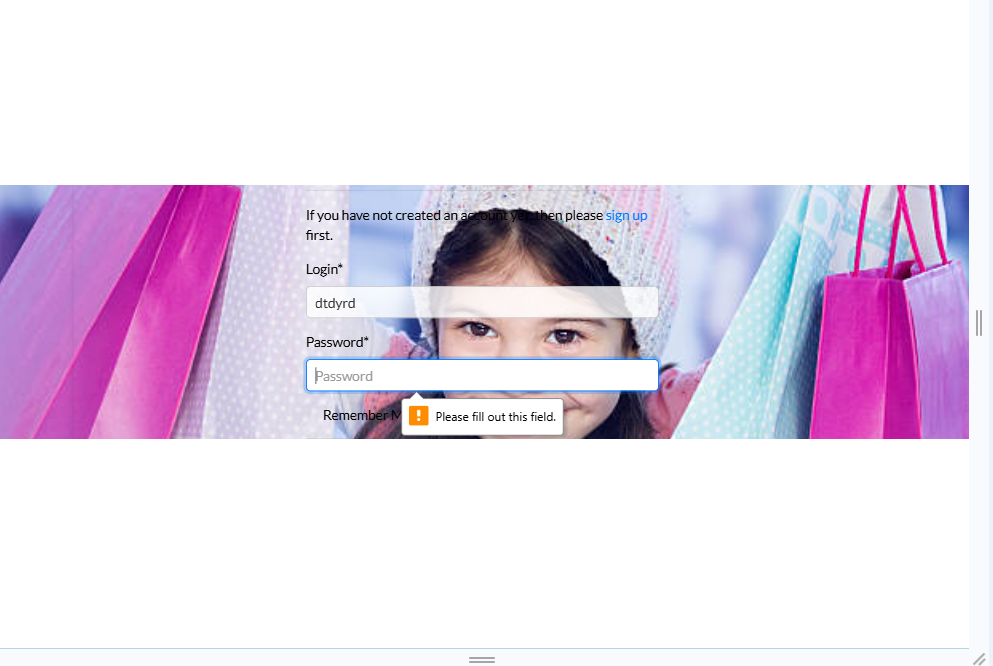 If you have not created an account yet, then please sign up
first.
Login*
dtdyrd
Password*
Password
Remember
! Please fill out this field.